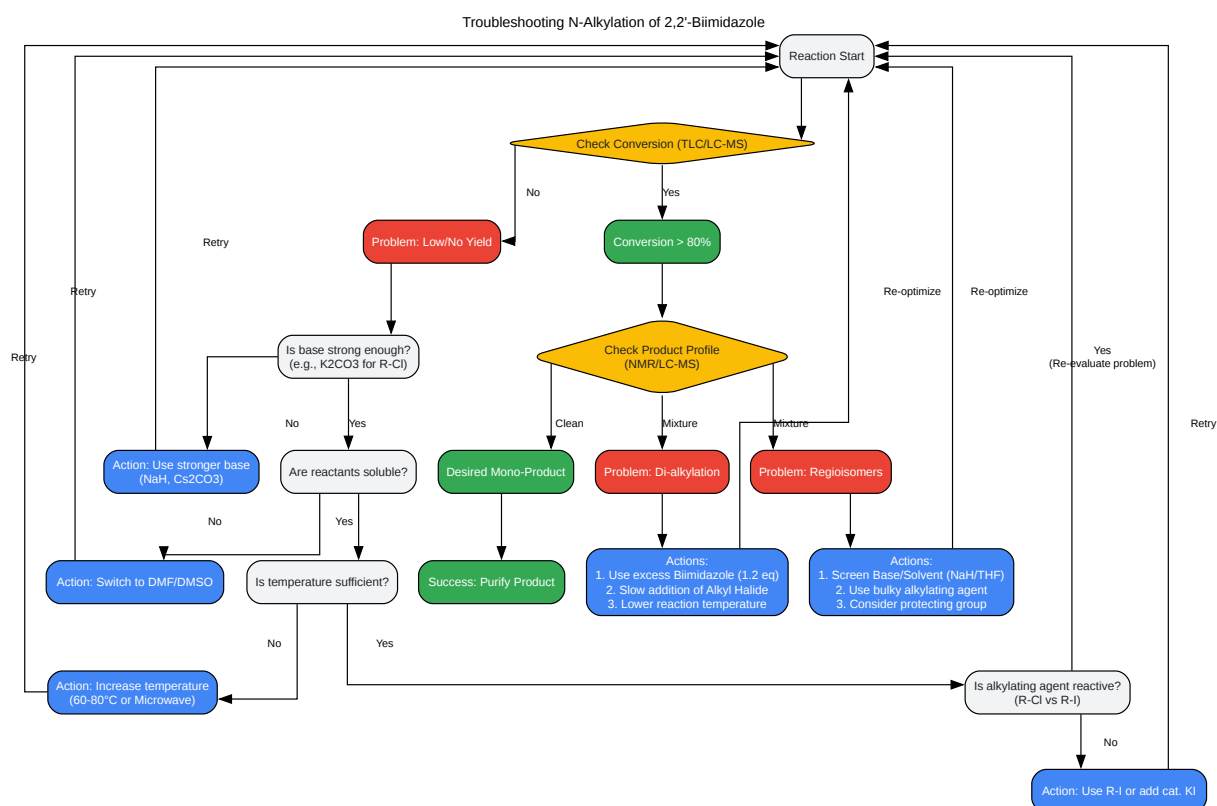 Troubleshooting N-Alkylation of 2,2'-Biimidazole
Reaction Start
Check Conversion (TLC/LC-MS)
No
Yes
Problem: Low/No Yield
Conversion > 80%
Retry
Retry
Re-optimize
Re-optimize
Is base strong enough?
(e.g., K2CO3 for R-Cl)
Check Product Profile
(NMR/LC-MS)
Retry
Yes
(Re-evaluate problem)
No
Yes
Clean
Mixture
Mixture
Retry
Action: Use stronger base
(NaH, Cs2CO3)
Are reactants soluble?
Desired Mono-Product
Problem: Di-alkylation
Problem: Regioisomers
No
Yes
Action: Switch to DMF/DMSO
Is temperature sufficient?
Success: Purify Product
Actions:
1. Use excess Biimidazole (1.2 eq)
2. Slow addition of Alkyl Halide
3. Lower reaction temperature
Actions:
1. Screen Base/Solvent (NaH/THF)
2. Use bulky alkylating agent
3. Consider protecting group
No
Yes
Action: Increase temperature
(60-80°C or Microwave)
Is alkylating agent reactive?
(R-Cl vs R-I)
No
Action: Use R-I or add cat. KI